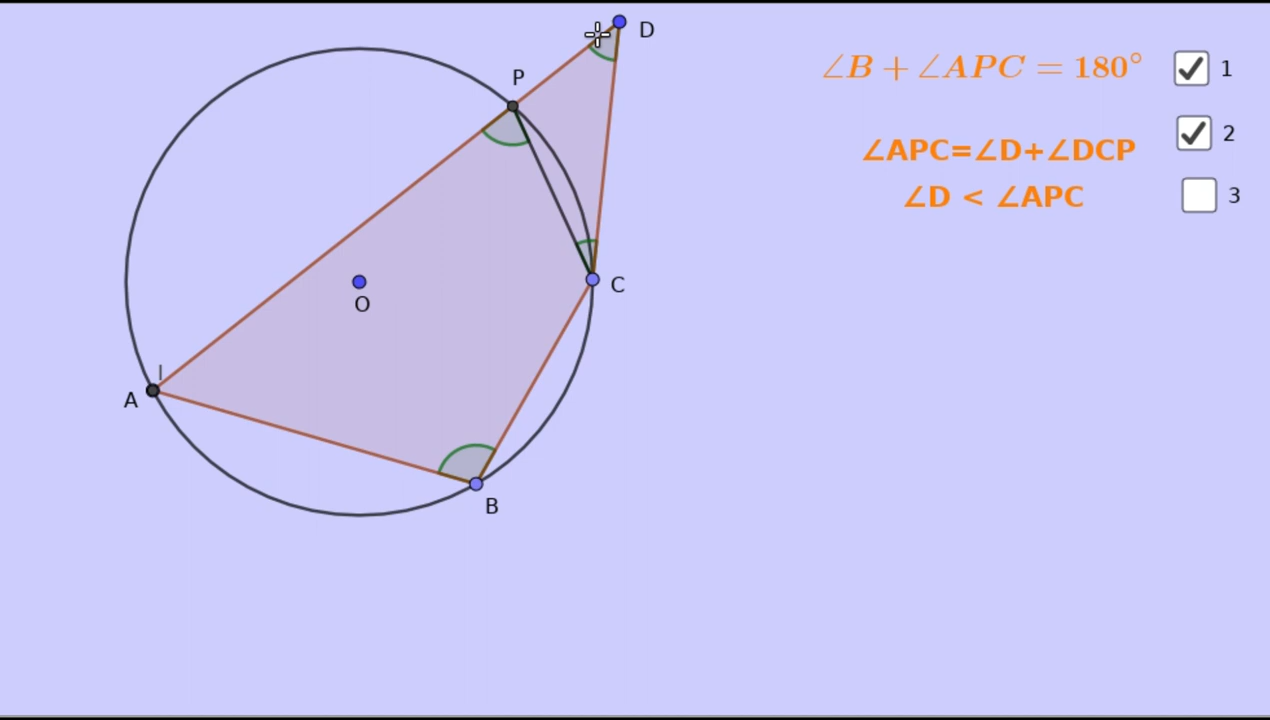 D
P
∠B + ∠APC = 180° 1
2
∠APC=∠D+∠DCP
∠D < ∠APC 3
C
O
I
A
B